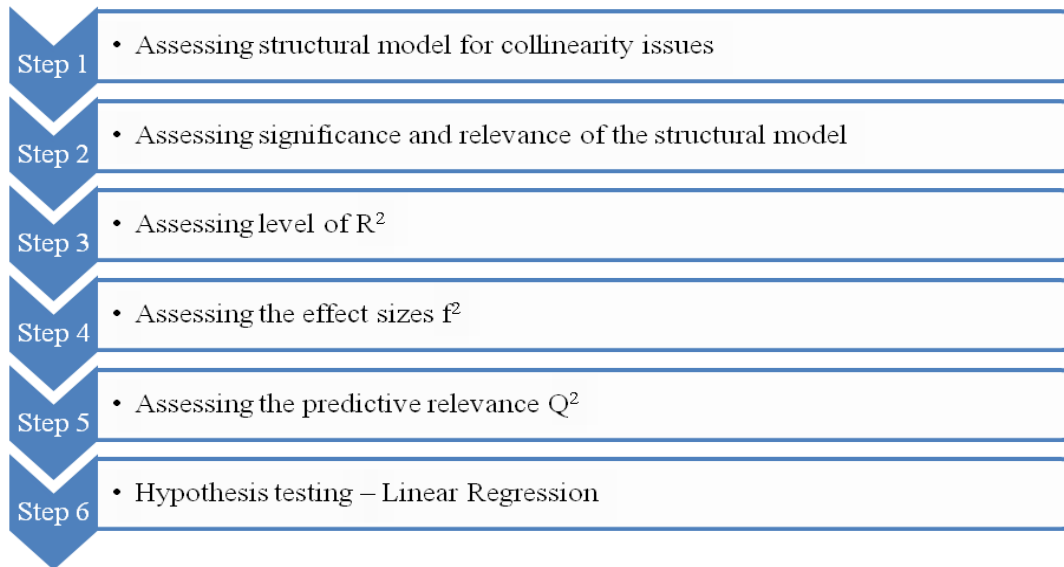 Step 1
• Assessing structural model for collinearity issues
Step 2
• Assessing significance and relevance of the structural model
Step 3
• Assessing level of R²
Step 4
• Assessing the effect sizes f²
Step 5
• Assessing the predictive relevance Q²
Step 6
• Hypothesis testing – Linear Regression